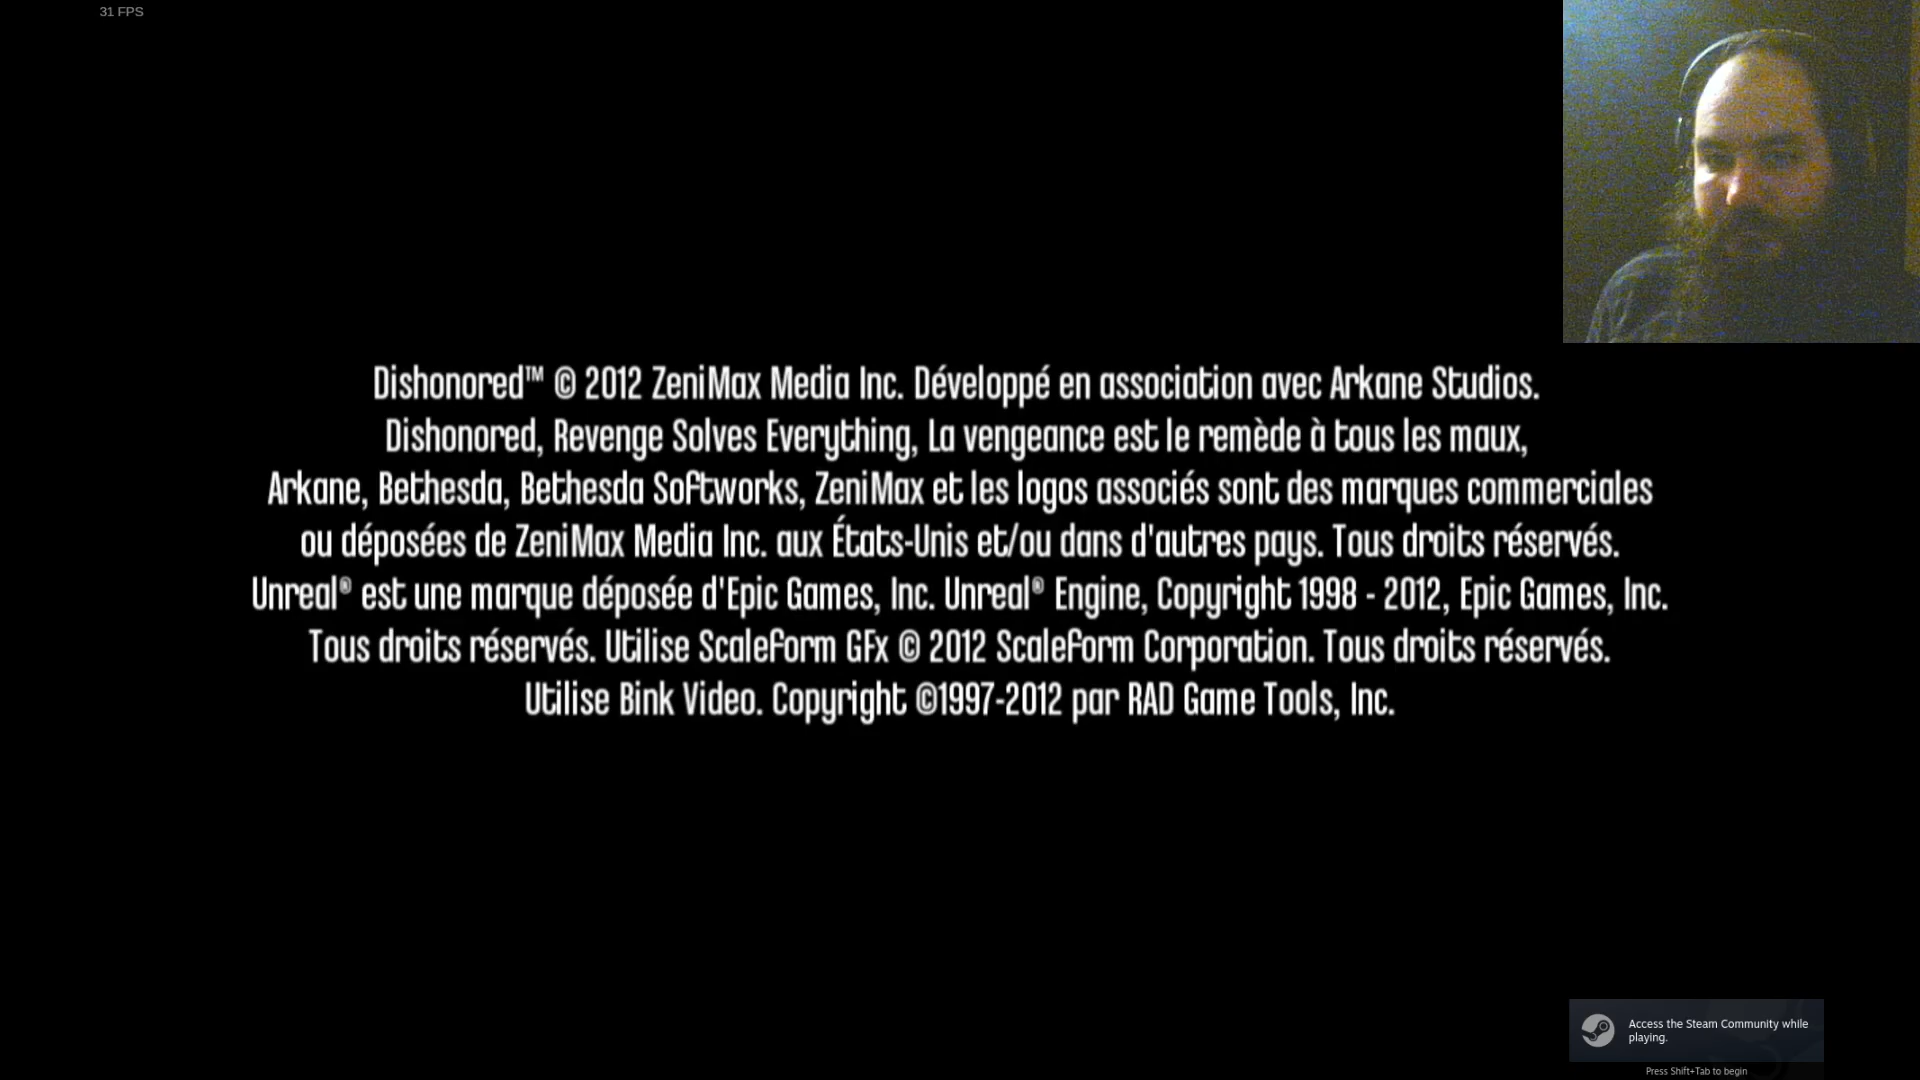 31 FPS
Dishonored™ © 2012 ZeniMax Media Inc. Développé en association avec Arkane Studios.
Dishonored, Revenge Solves Everything, La vengeance est le remède à tous les maux,
Arkane, Bethesda, Bethesda Softworks, ZeniMax et les logos associés sont des marques commerciales
ou déposées de ZeniMax Media Inc. aux États-Unis et/ou dans d'autres pays. Tous droits réservés.
Unreal® est une marque déposée d'Epic Games, Inc. Unreal® Engine, Copyright 1998 - 2012, Epic Games, Inc.
Tous droits réservés. Utilise Scaleform GFx © 2012 Scaleform Corporation. Tous droits réservés.
Utilise Bink Video. Copyright ©1997-2012 par RAD Game Tools, Inc.
Access the Steam Community while
playing.
Press Shift+Tab to begin